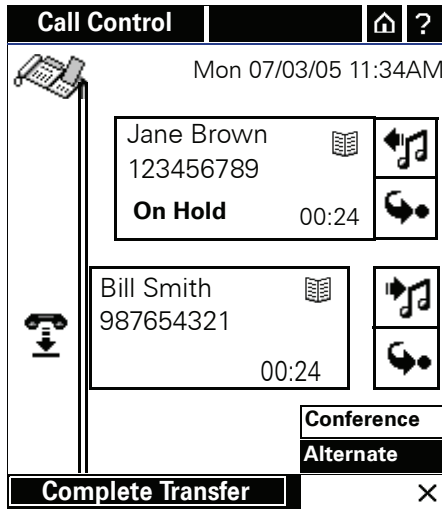 Call Control ?
Mon 07/03/05 11:34AM
Jane Brown
123456789
On Hold 00:24
Bill Smith
987654321
00:24
Conference
Alternate
Complete Transfer ×